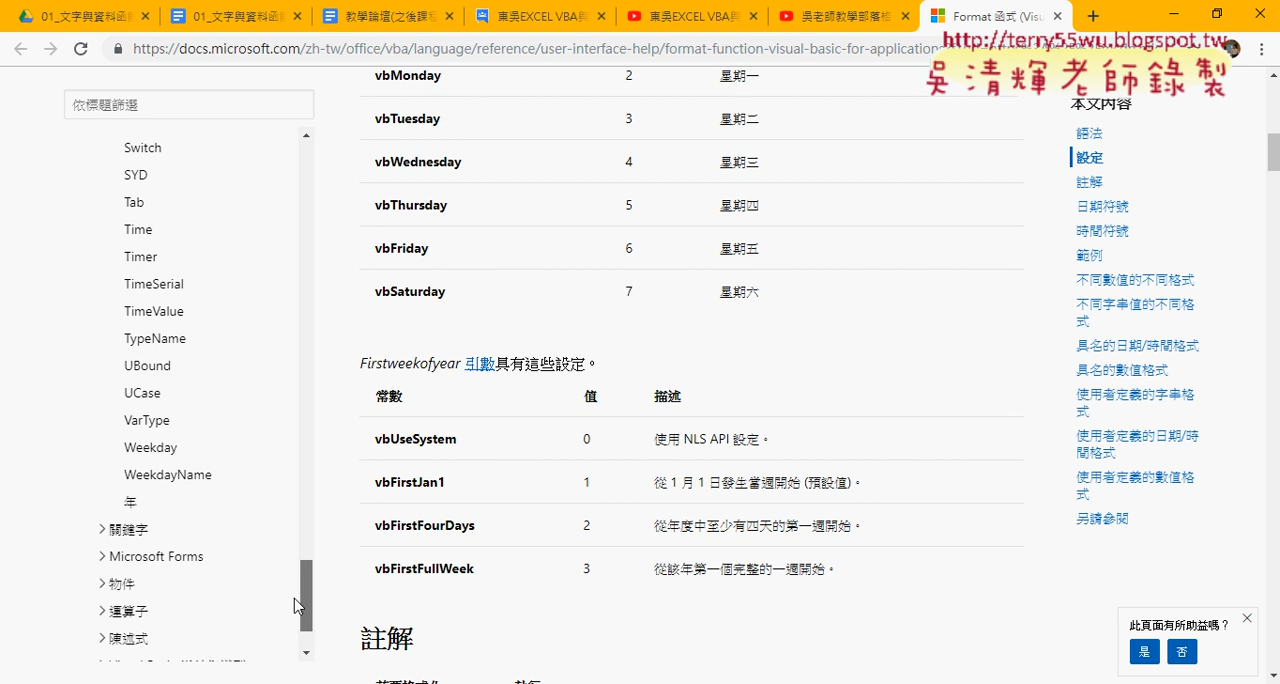 01_文字與資料函
01_文字與資料函
教學論壇(之後課程
東吳EXCEL VBA與
東吳EXCEL VBA與
吳老師教學部落格
Format 函式 (Visu
https://docs.microsoft.com/zh-tw/office/vba/language/reference/user-interface-help/format-function-visual-basic-for-application
http://terry55wu.blogspot.tw
吳清輝老師錄製
依標題篩選
Switch
SYD
Tab
Time
Timer
TimeSerial
TimeValue
TypeName
UBound
UCase
VarType
Weekday
WeekdayName
年
關鍵字
Microsoft Forms
物件
運算子
陳述式
vbMonday 2 星期一
vbTuesday 3 星期二
vbWednesday 4 星期三
vbThursday 5 星期四
vbFriday 6 星期五
vbSaturday 7 星期六
Firstweekofyear 引數具有這些設定。
常數 值 描述
vbUseSystem 0 使用 NLS API 設定。
vbFirstJan1 1 從 1 月 1 日發生當週開始 (預設值)。
vbFirstFourDays 2 從年度中至少有四天的第一週開始。
vbFirstFullWeek 3 從該年第一個完整的一週開始。
註解
本文內容
語法
設定
註解
日期符號
時間符號
範例
不同數值的不同格式
不同字串值的不同格
式
具名的日期/時間格式
具名的數值格式
使用者定義的字串格
式
使用者定義的日期/時
間格式
使用者定義的數值格
式
另請參閱
此頁面有所助益嗎？
是 否